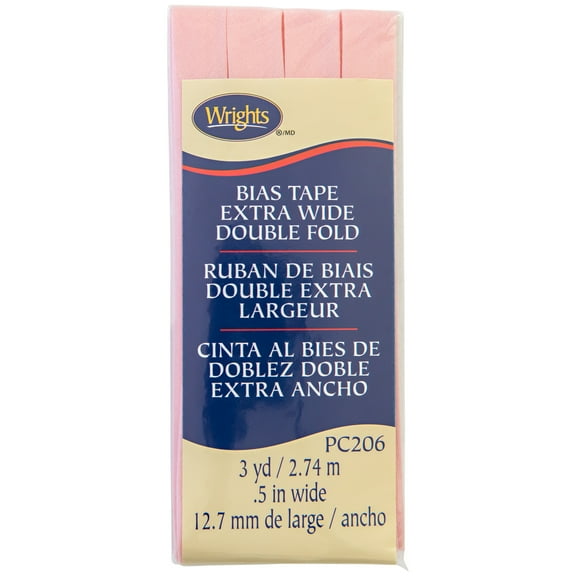 Wrights
®/MD
BIAS TAPE
EXTRA WIDE
DOUBLE FOLD
RUBAN DE BIAIS
DOUBLE EXTRA
LARGEUR
CINTA AL BIES DE
DOBLEZ DOBLE
EXTRA ANCHO
PC206
3 yd / 2.74 m
.5 in wide
12.7 mm de large / ancho